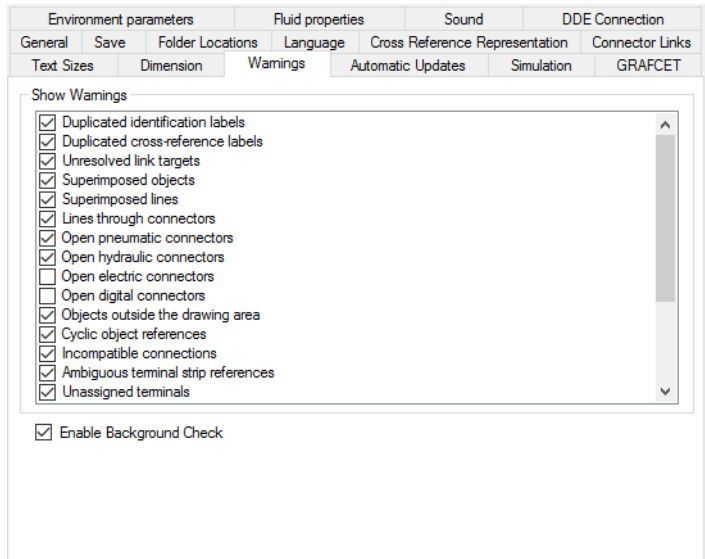 Environment parameters Fluid properties Sound DDE Connection
General Save Folder Locations Language Cross Reference Representation Connector Links
Text Sizes Dimension Warnings Automatic Updates Simulation GRAFCET
Show Warnings
Duplicated identification labels
Duplicated cross-reference labels
Unresolved link targets
Superimposed objects
Superimposed lines
Lines through connectors
Open pneumatic connectors
Open hydraulic connectors
Open electric connectors
Open digital connectors
Objects outside the drawing area
Cyclic object references
Incompatible connections
Ambiguous terminal strip references
Unassigned terminals
Enable Background Check